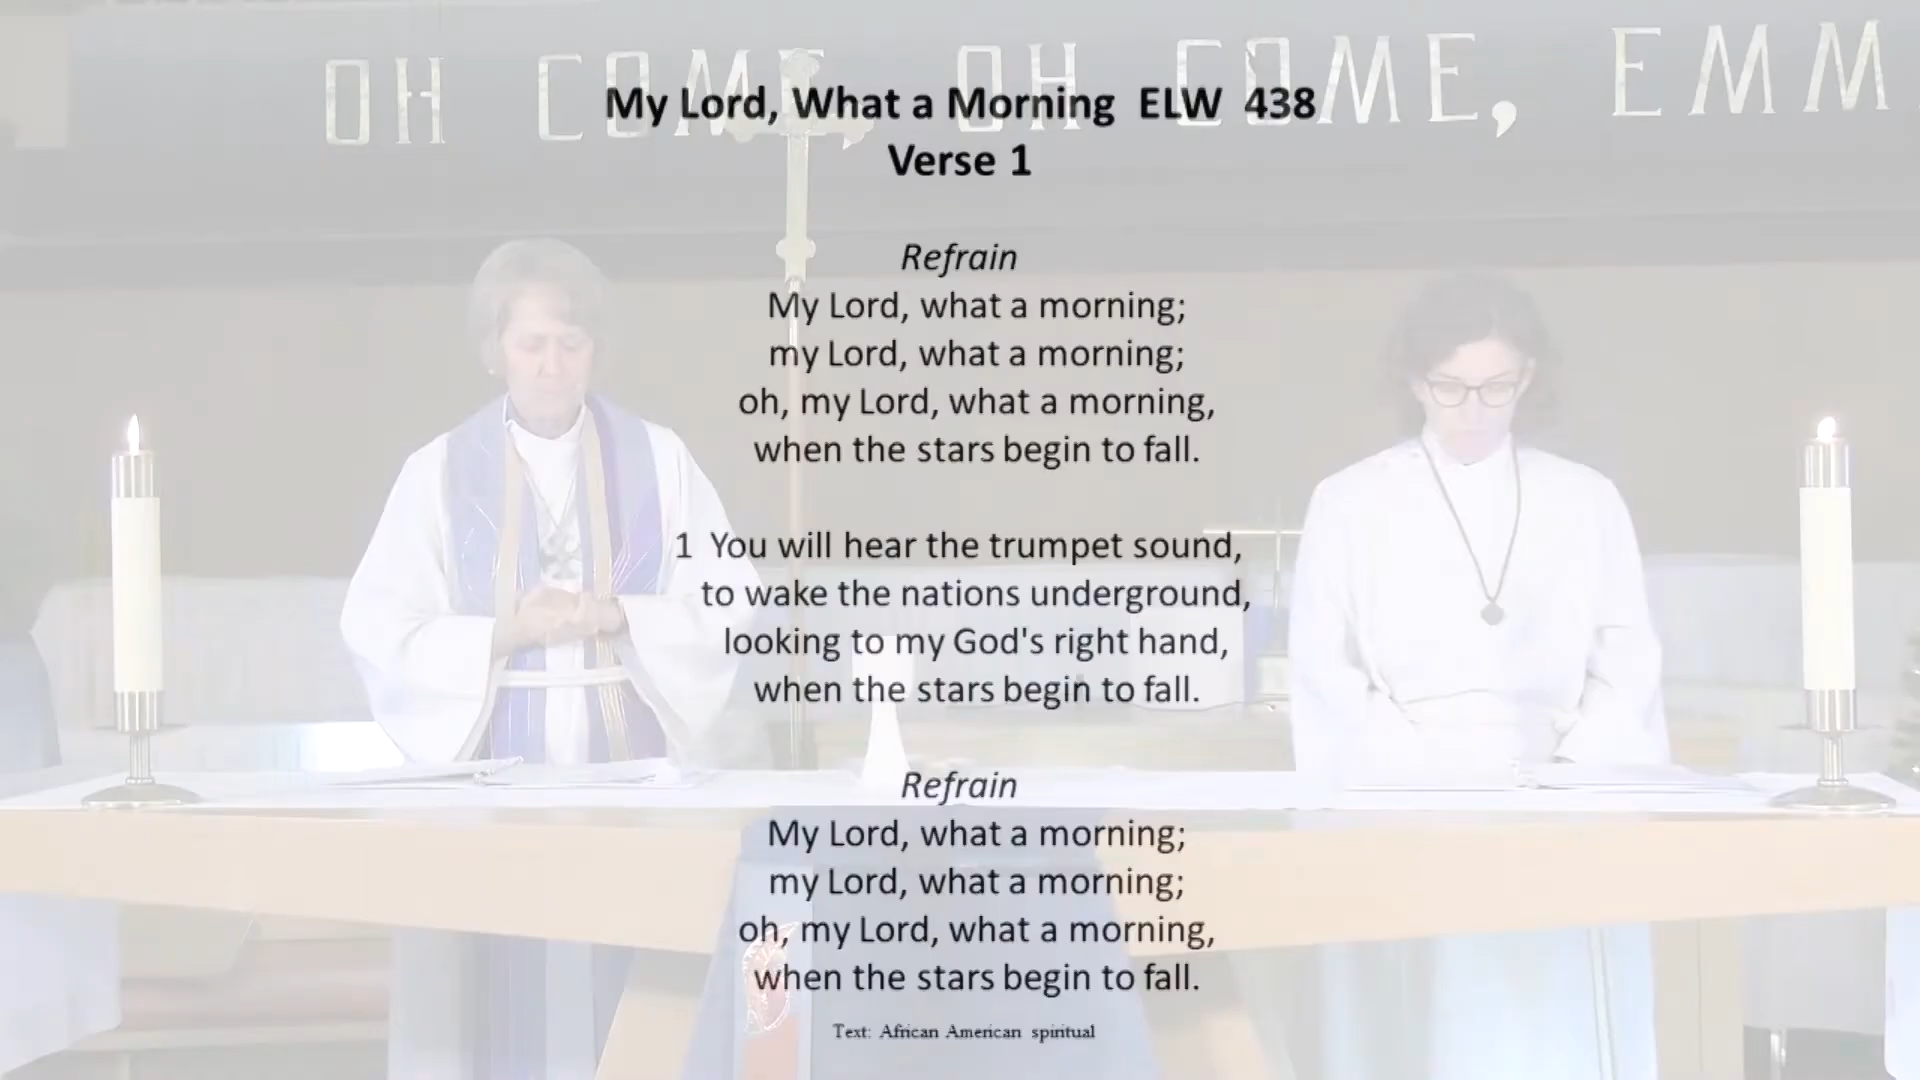 OH COME, OH COME, EMM
My Lord, What a Morning ELW 438
Verse 1
Refrain
My Lord, what a morning;
my Lord, what a morning;
oh, my Lord, what a morning,
when the stars begin to fall.
1 You will hear the trumpet sound,
to wake the nations underground,
looking to my God's right hand,
when the stars begin to fall.
Refrain
My Lord, what a morning;
my Lord, what a morning;
oh, my Lord, what a morning,
when the stars begin to fall.
Text: African American spiritual